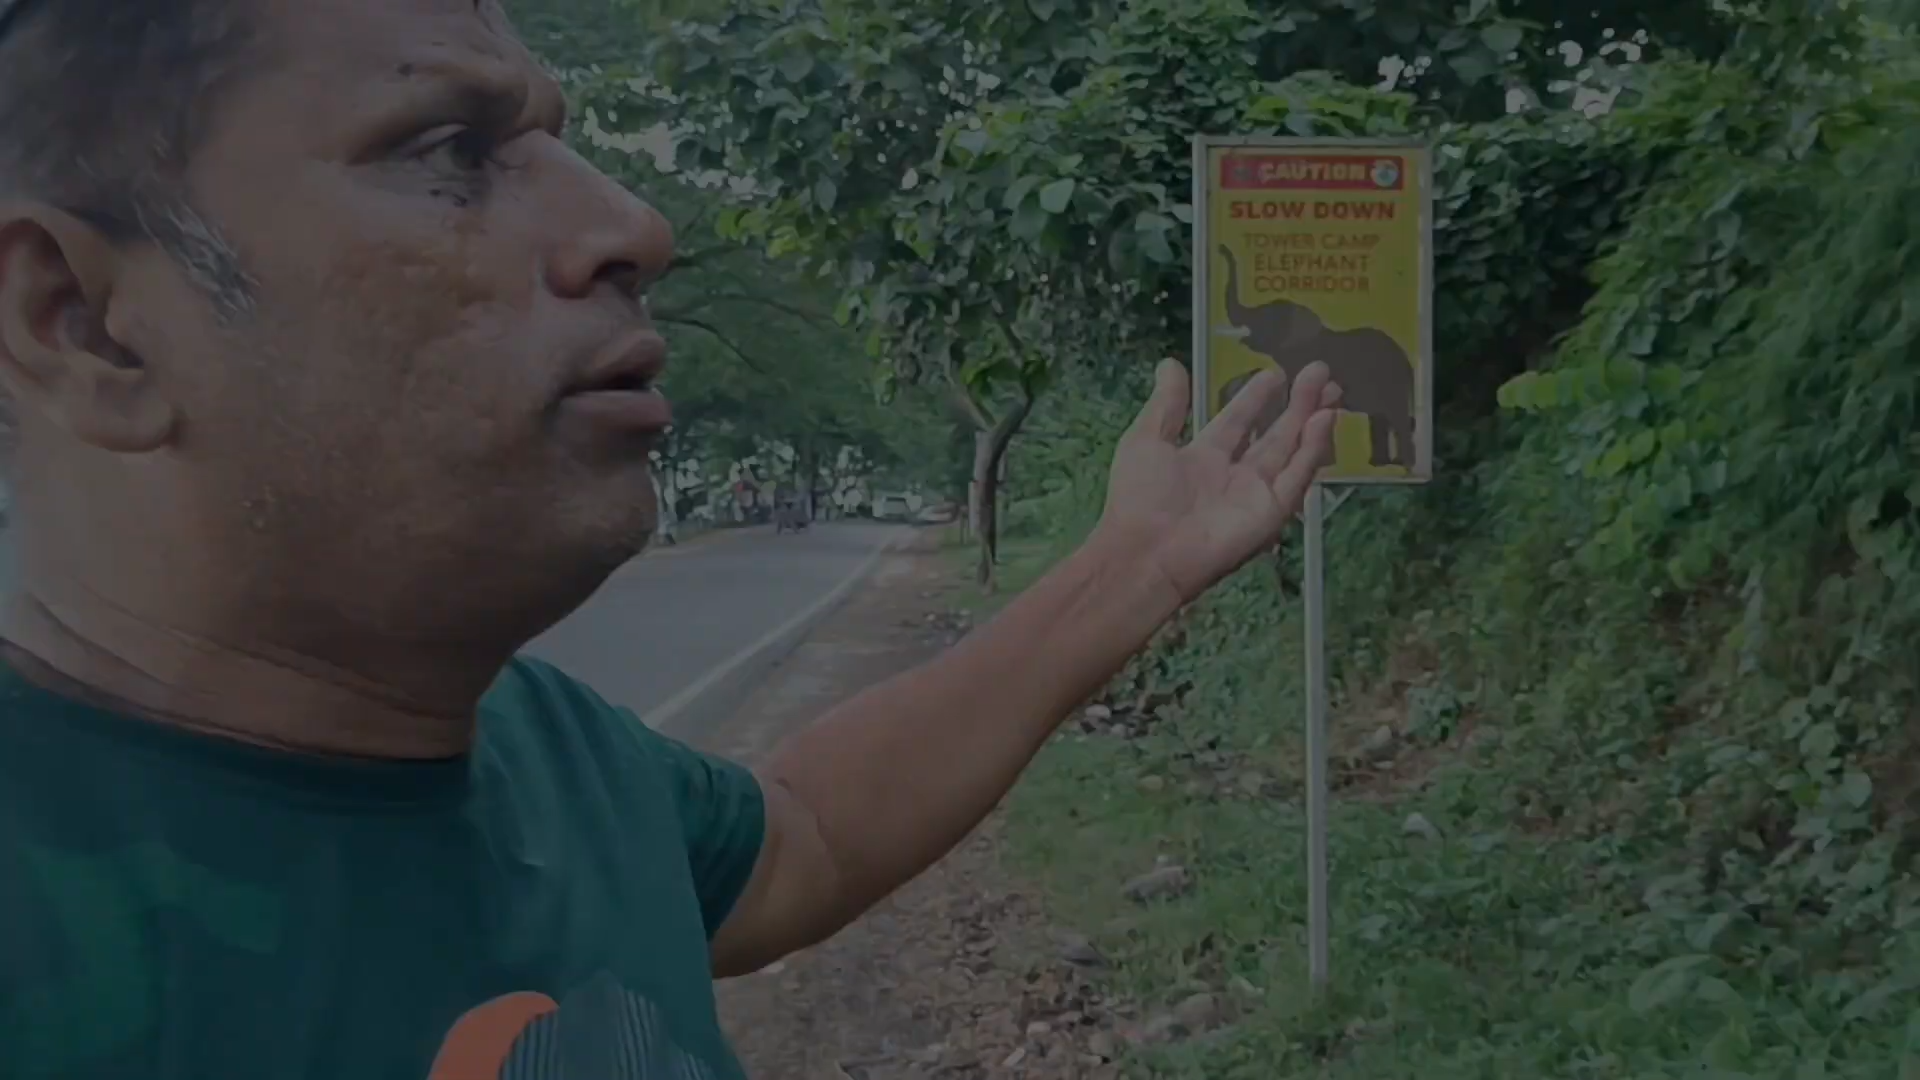 CAUTION
SLOW DOWN
TOWER CAMP
ELEPHANT
CORRIDOR